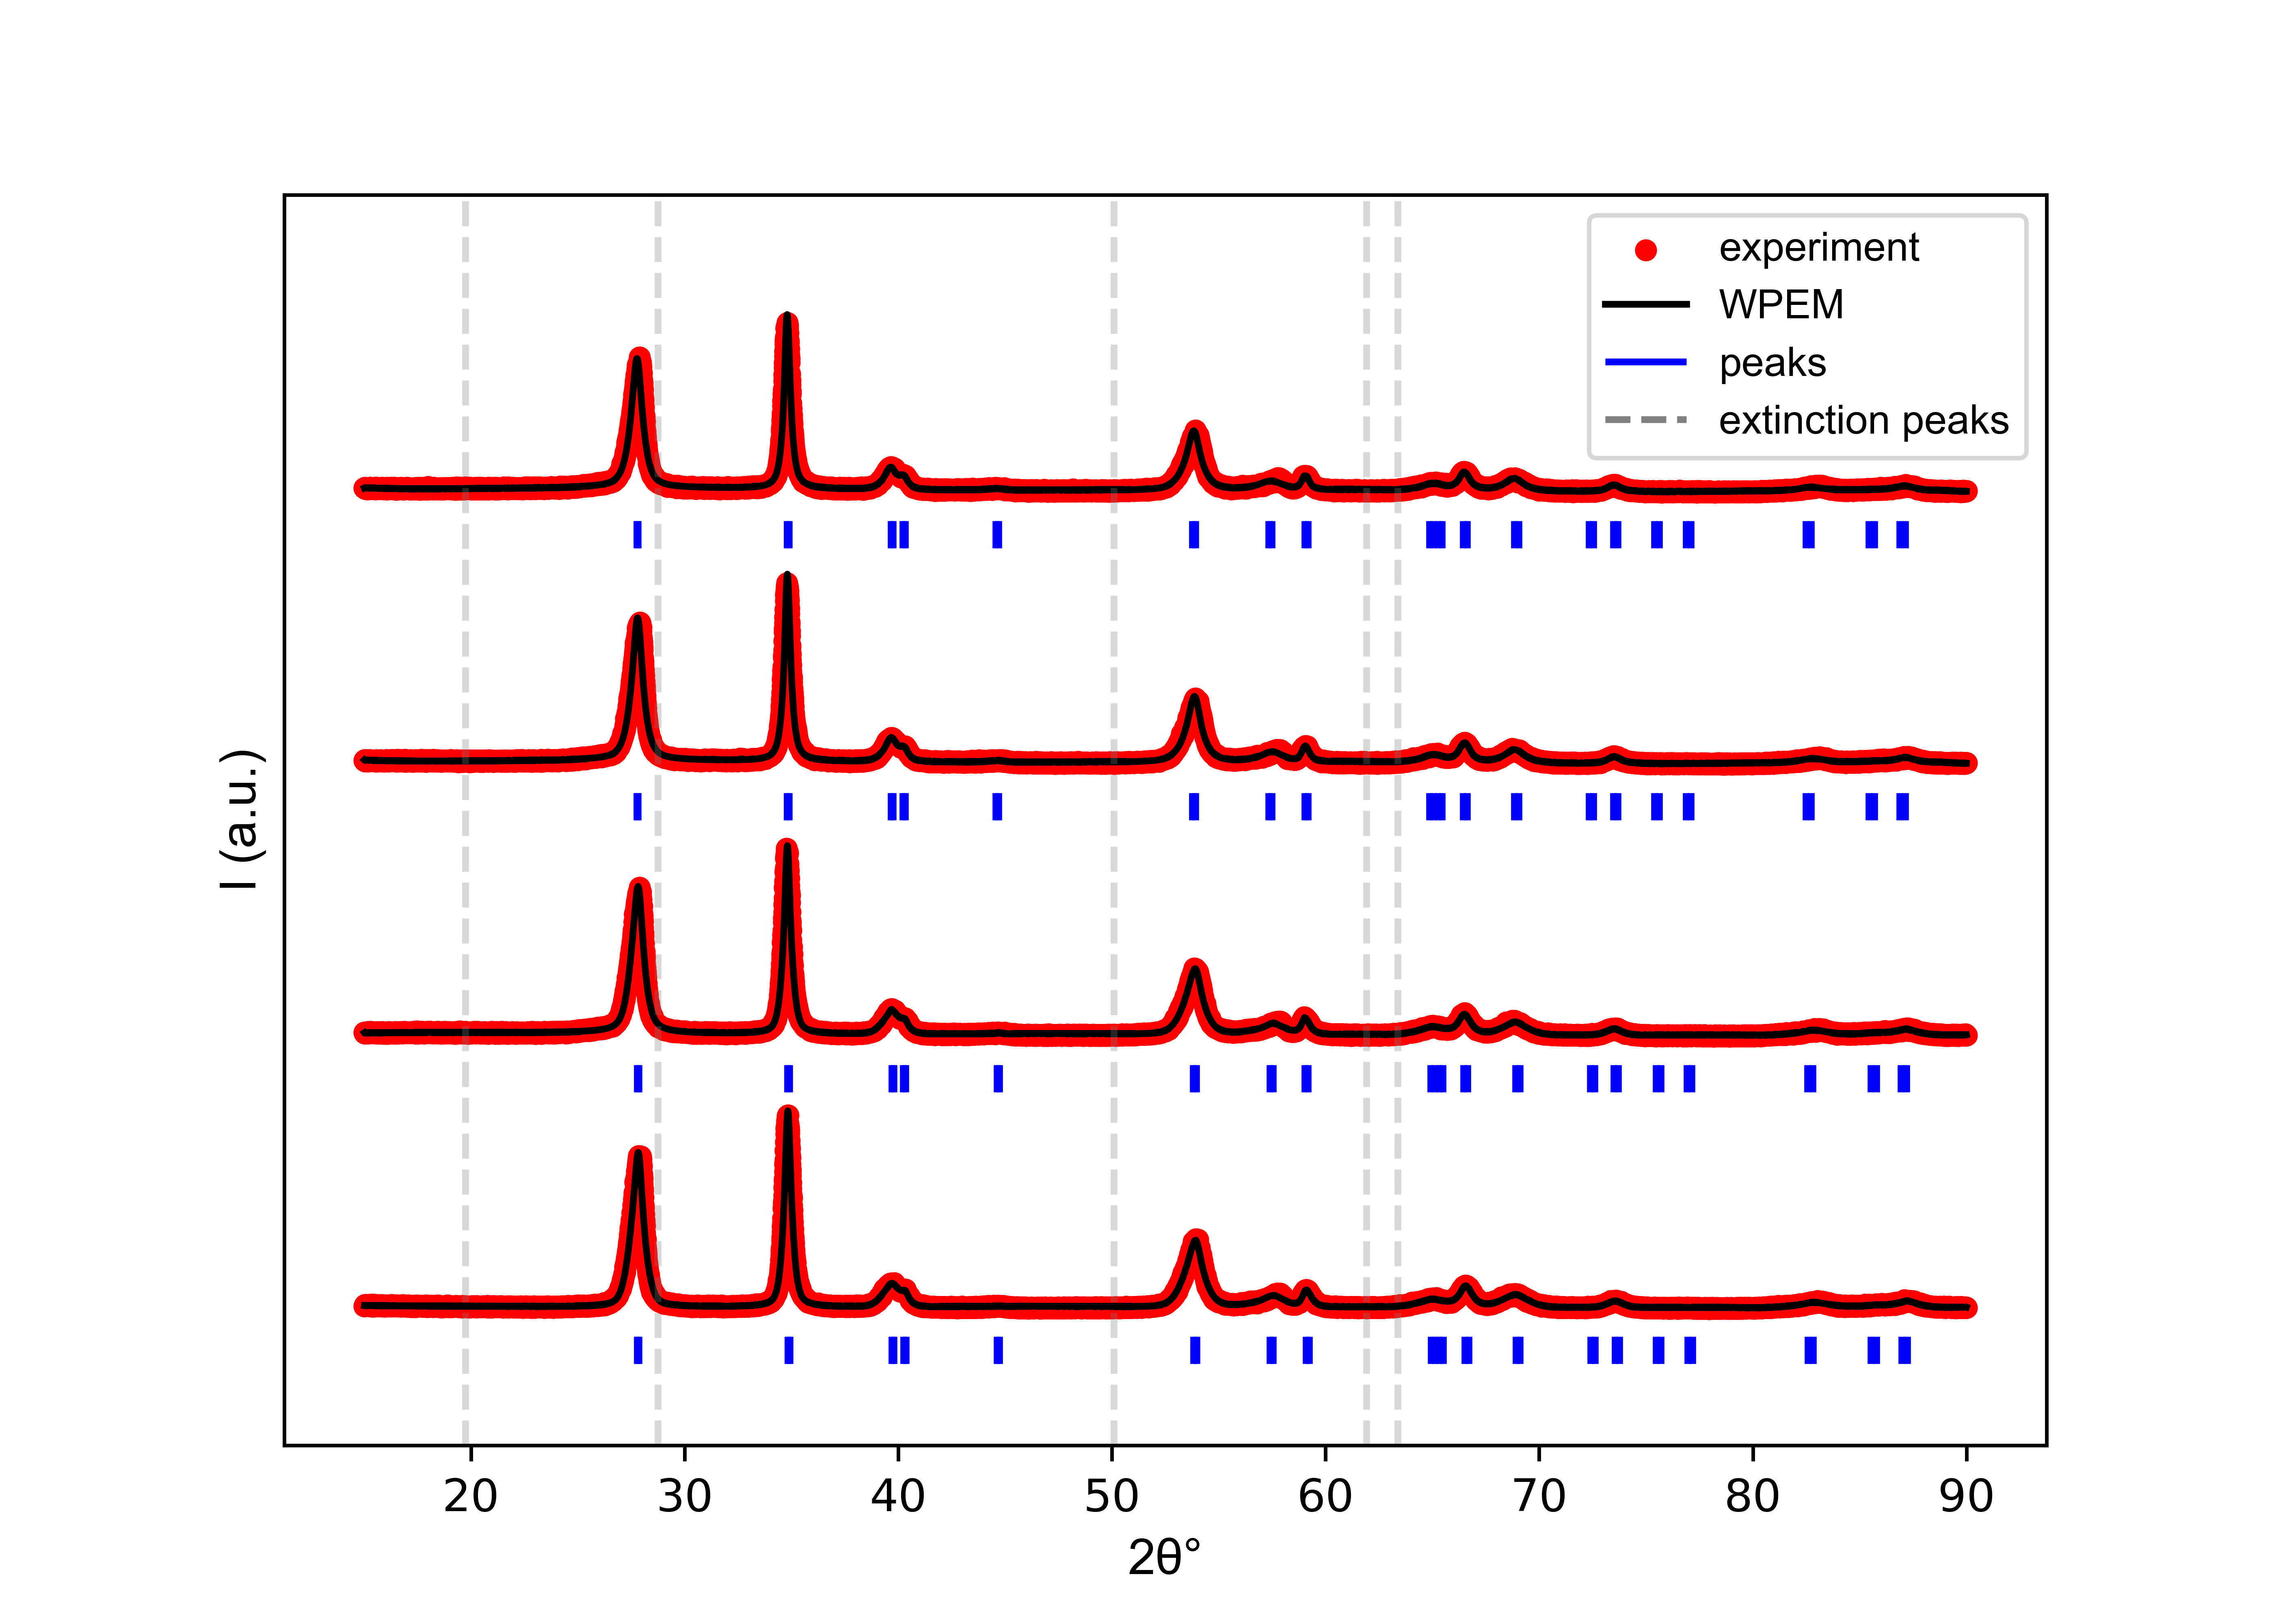 experiment
WPEM
peaks
extinction peaks
I (a.u.)
20 30 40 50 60 70 80 90
2θ°